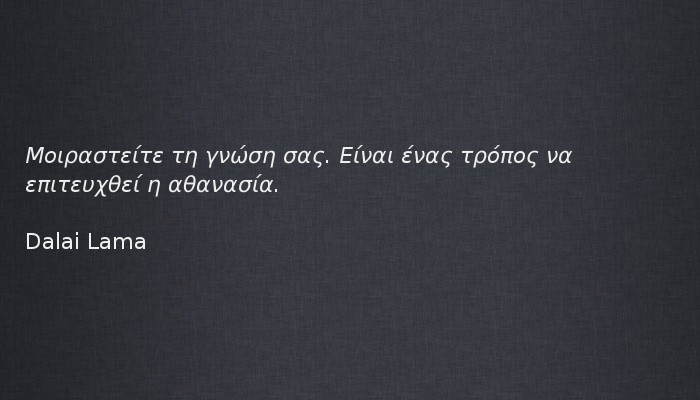 Μοιραστείτε τη γνώση σας. Είναι ένας τρόπος να
επιτευχθεί η αθανασία.
Dalai Lama